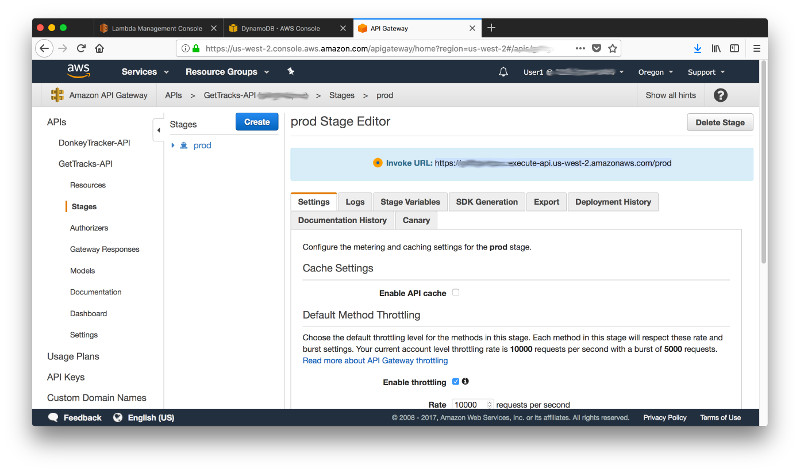 Lambda Management Console
DynamoDB - AWS Console
API Gateway
https://us-west-2.console.aws.amazon.com/apigateway/home?region=us-west-2#/apis/
aws
Services
Resource Groups
User1 @
Oregon
Support
Amazon API Gateway
APIs > GetTracks-API > Stages > prod
Show all hints
APIs
DonkeyTracker-API
GetTracks-API
Resources
Stages
Authorizers
Gateway Responses
Models
Documentation
Dashboard
Settings
Usage Plans
API Keys
Custom Domain Names
Stages
Create
prod
prod Stage Editor
Delete Stage
Invoke URL: https:// execute-api.us-west-2.amazonaws.com/prod
Settings Logs Stage Variables SDK Generation Export Deployment History
Documentation History Canary
Configure the metering and caching settings for the prod stage.
Cache Settings
Enable API cache
Default Method Throttling
Choose the default throttling level for the methods in this stage. Each method in this stage will respect these rate and
burst settings. Your current account level throttling rate is 10000 requests per second with a burst of 5000 requests.
Read more about API Gateway throttling
Enable throttling
Rate 10000 requests per second
Feedback
English (US)
© 2008 - 2017, Amazon Web Services, Inc. or its affiliates. All rights reserved.
Privacy Policy
Terms of Use